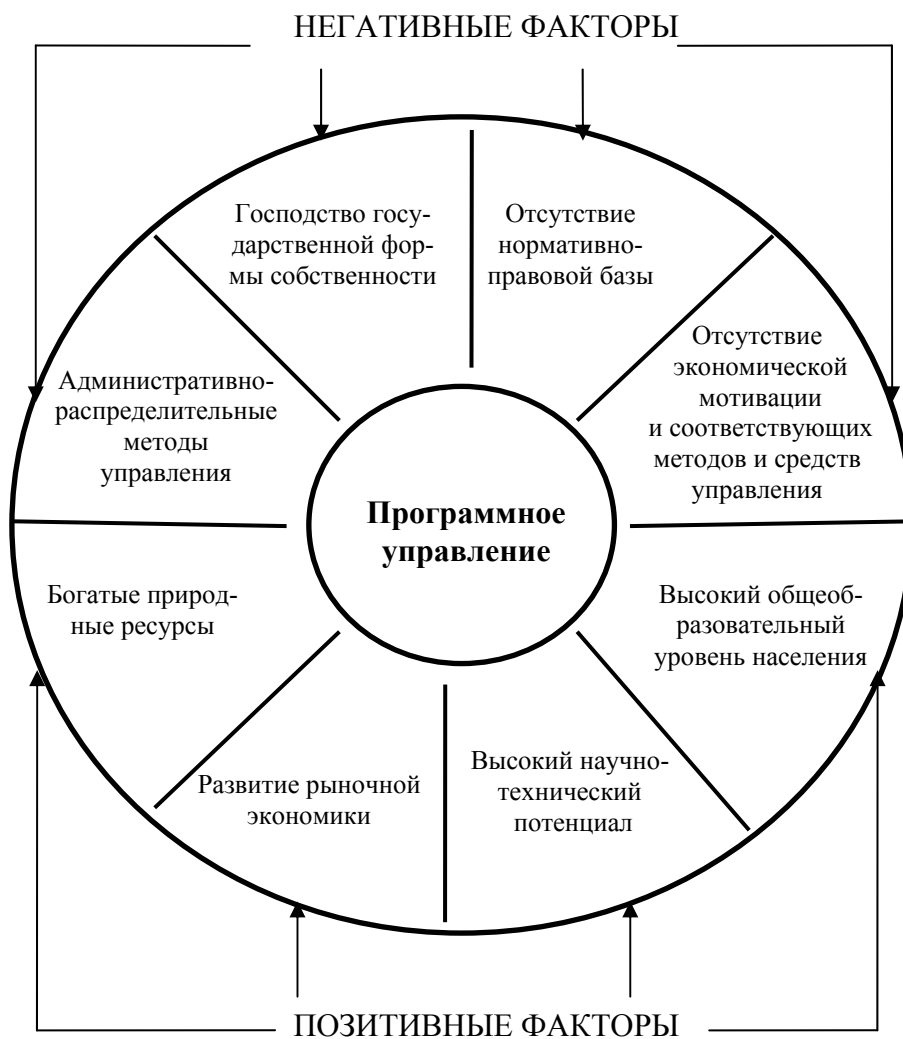 НЕГАТИВНЫЕ ФАКТОРЫ
Господство госу-
дарственной фор-
мы собственности
Отсутствие
нормативно-
правовой базы
Административно-
распределительные
методы
управления
Отсутствие
экономической
мотивации
и соответствующих
методов и средств
управления
Программное
управление
Богатые природ-
ные ресурсы
Высокий общеоб-
разовательный
уровень населения
Развитие рыночной
экономики
Высокий научно-
технический
потенциал
ПОЗИТИВНЫЕ ФАКТОРЫ